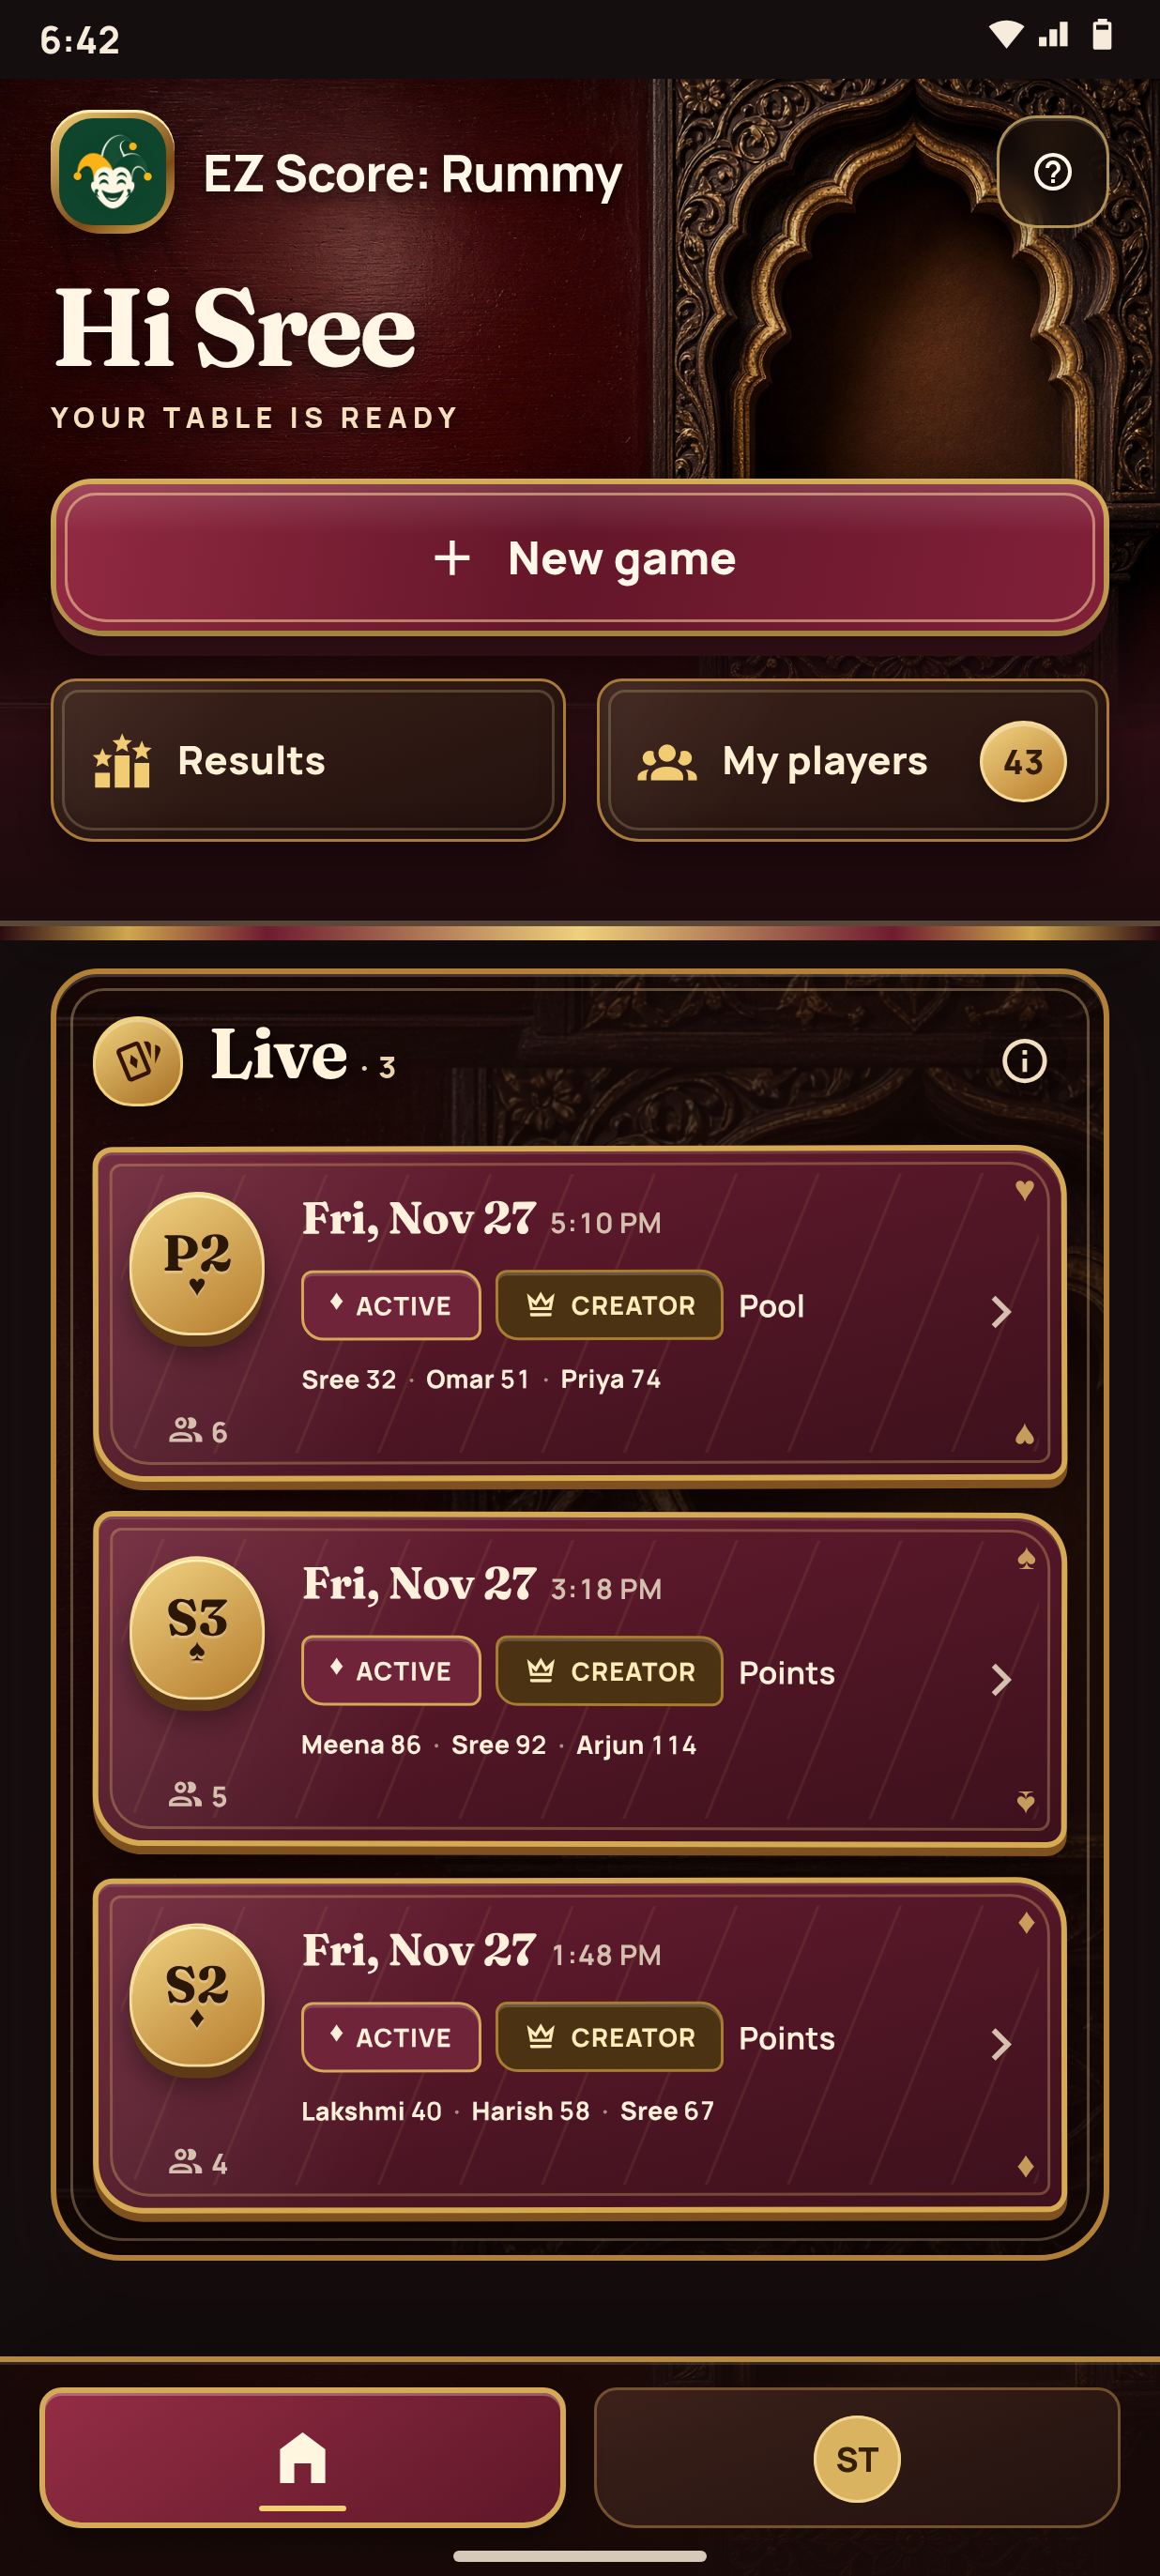 6:42
EZ Score: Rummy
Hi Sree
YOUR TABLE IS READY
+ New game
Results
My players 43
Live · 3
P2
Fri, Nov 27 5:10 PM
ACTIVE CREATOR Pool
Sree 32 · Omar 51 · Priya 74
6
S3
Fri, Nov 27 3:18 PM
ACTIVE CREATOR Points
Meena 86 · Sree 92 · Arjun 114
5
S2
Fri, Nov 27 1:48 PM
ACTIVE CREATOR Points
Lakshmi 40 · Harish 58 · Sree 67
4
ST